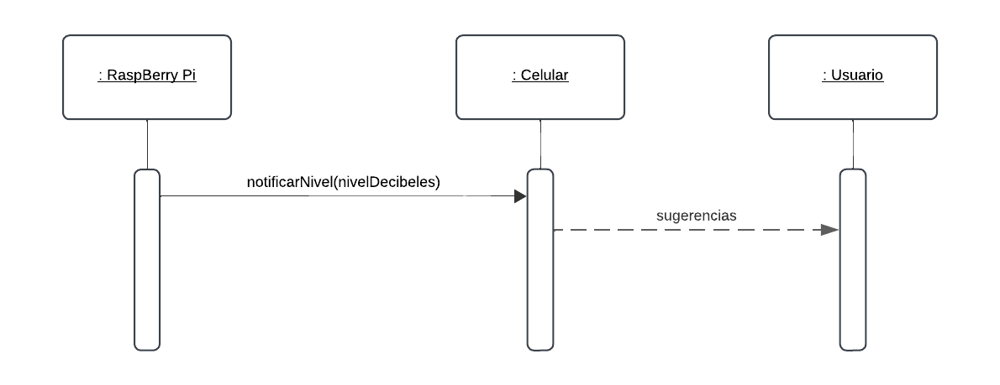 : RaspBerry Pi
: Celular
: Usuario
notificarNivel(nivelDecibeles)
sugerencias